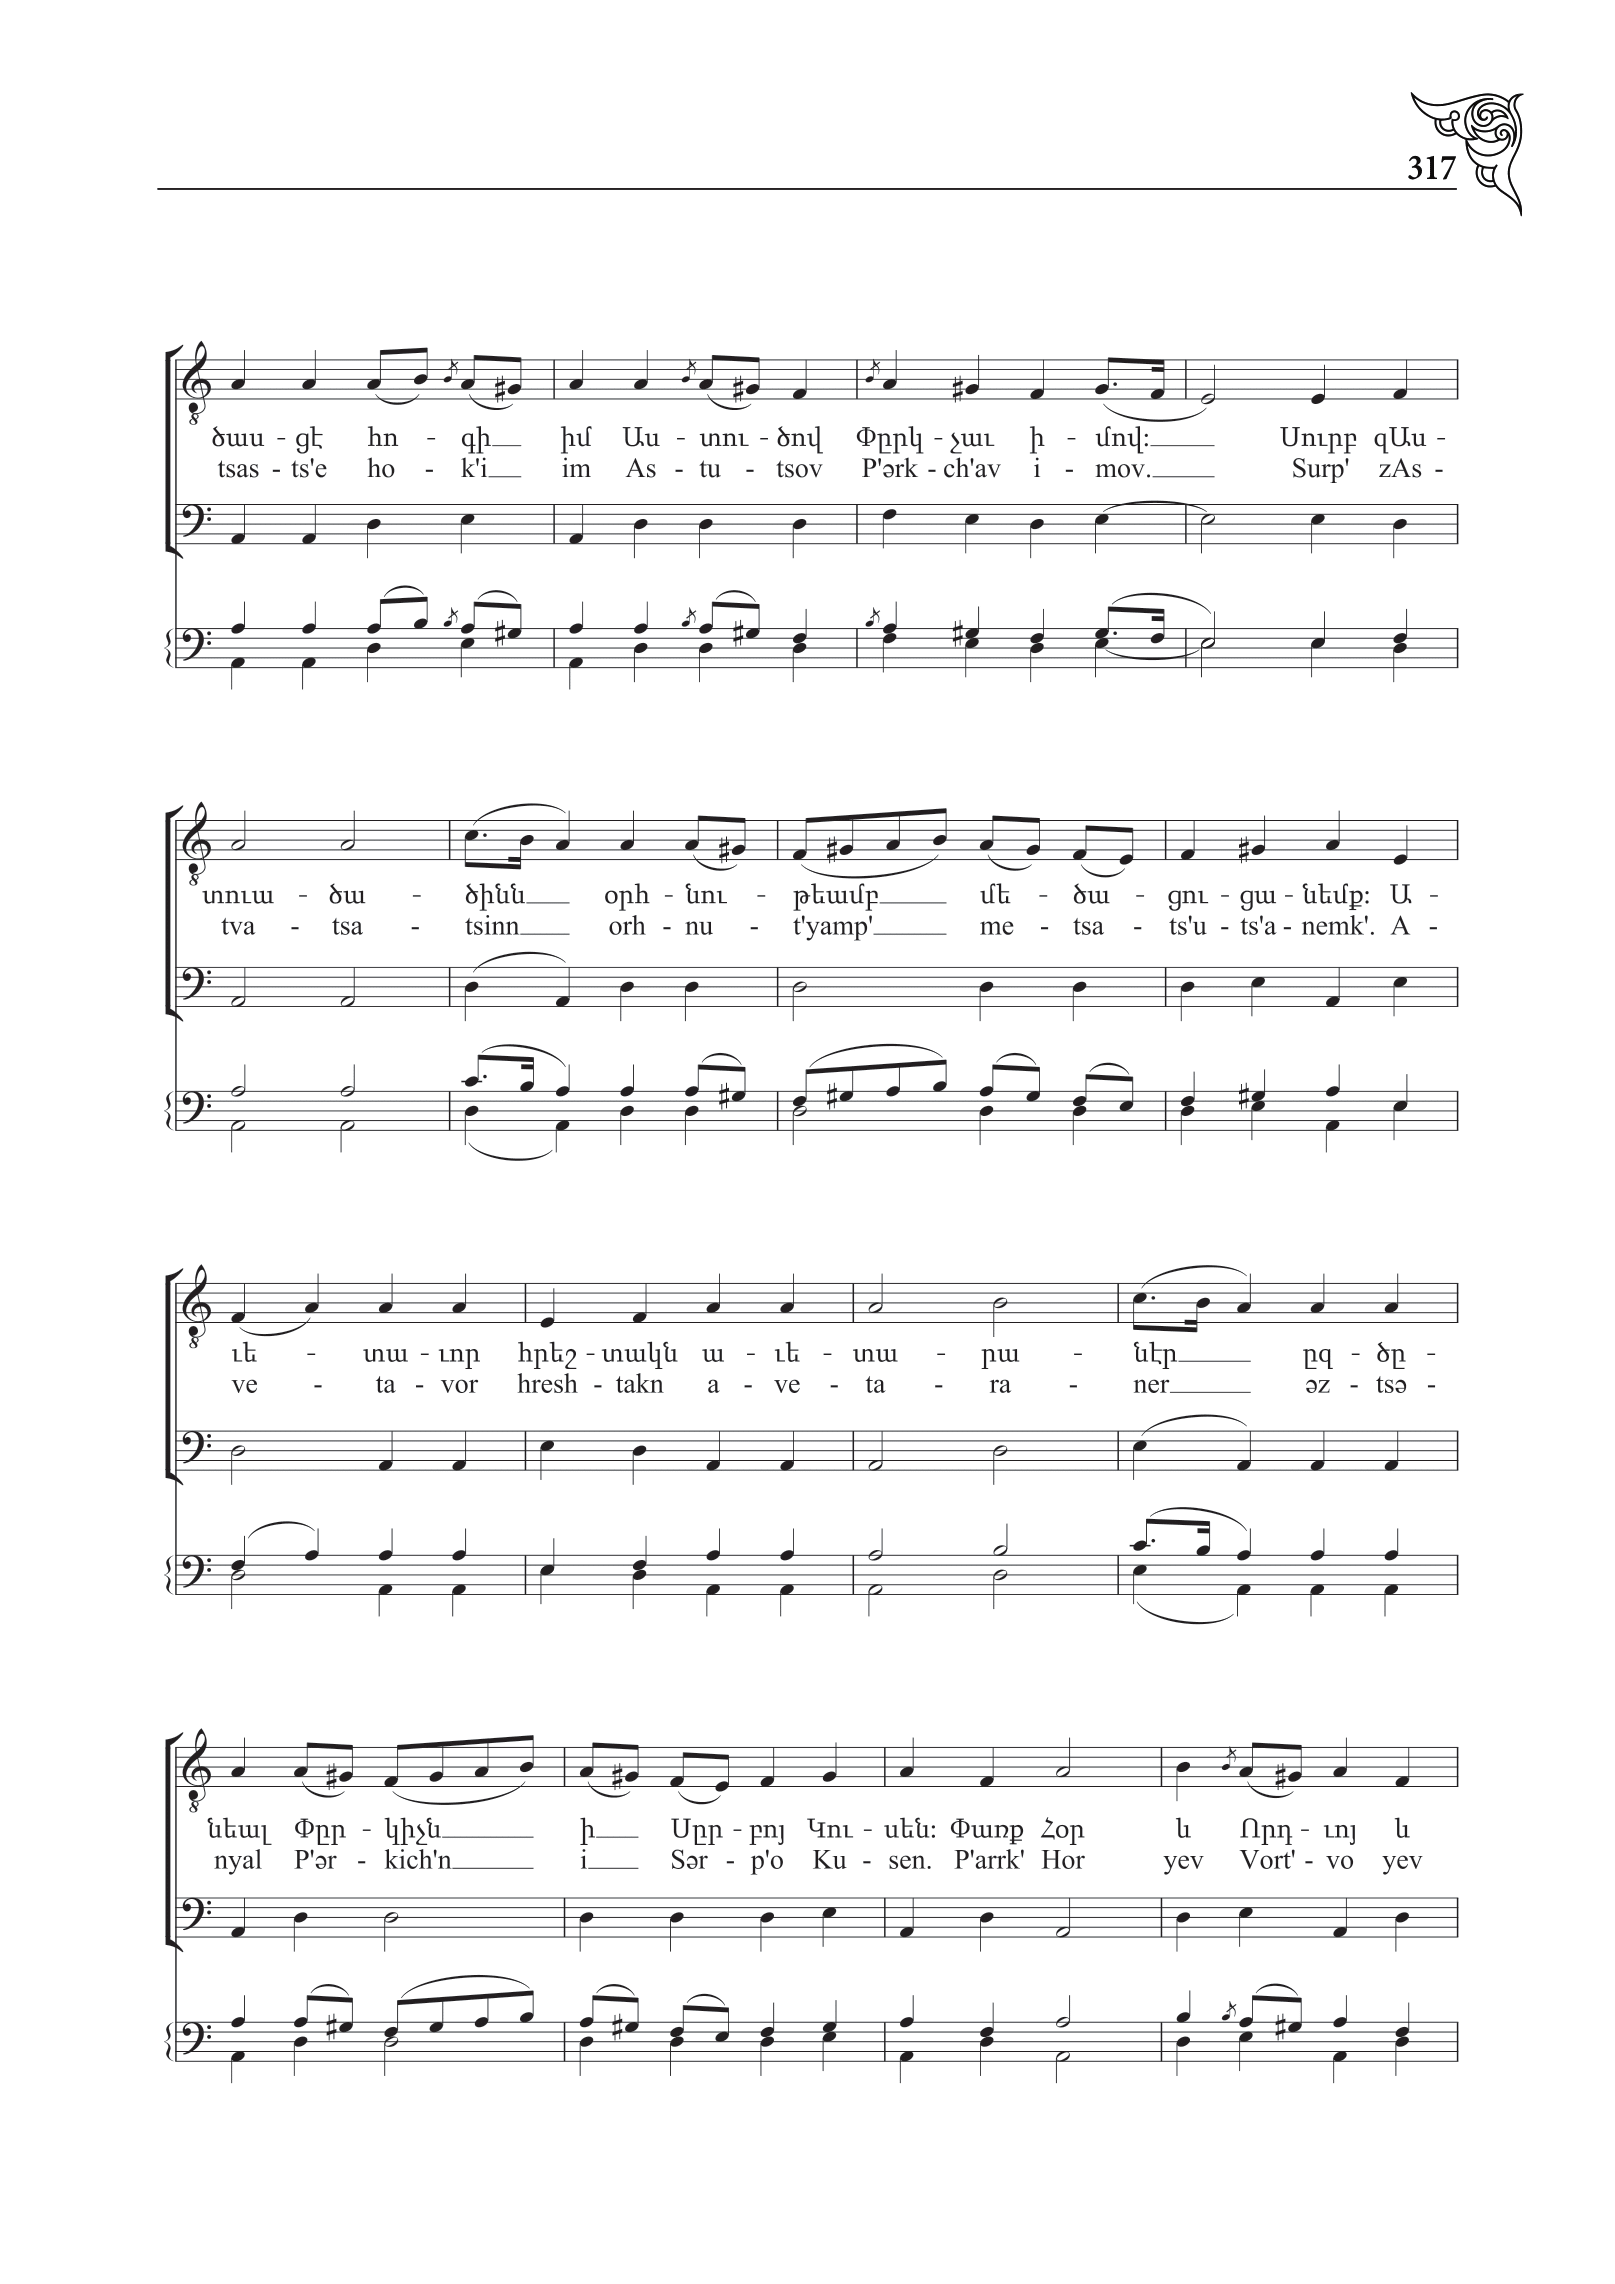 317
ծաս - ցէ հո - գի im Աս - տու - ծով Փըրկ - չաւ ի - մով։ Սուրբ զԱս -
tsas - ts'e ho - k'i im As - tu - tsov P'ərk - ch'av i - mov. Surp' zAs -
տուա - ծա - ծինն օրհ - նու - թեամբ մե - ծա - ցու - ցա - նեմք։ Ա -
tva - tsa - tsinn orh - nu - t'yamp' me - tsa - ts'u - ts'a - nemk'. A -
ւե - տա - ւոր հրեշ - տակն ա - ւե - տա - րա - նէր ըզ - ծը -
ve - ta - vor hresh - takn a - ve - ta - ra - ner əz - tsə -
նեալ Փըր - կիչն ի Սըր - բոյ Կու - սեն։ Փառք Հօր և Որդ - ւոյ և
nyal P'ər - kich'n i Sər - p'o Ku - sen. P'arrk' Hor yev Vort' - vo yev